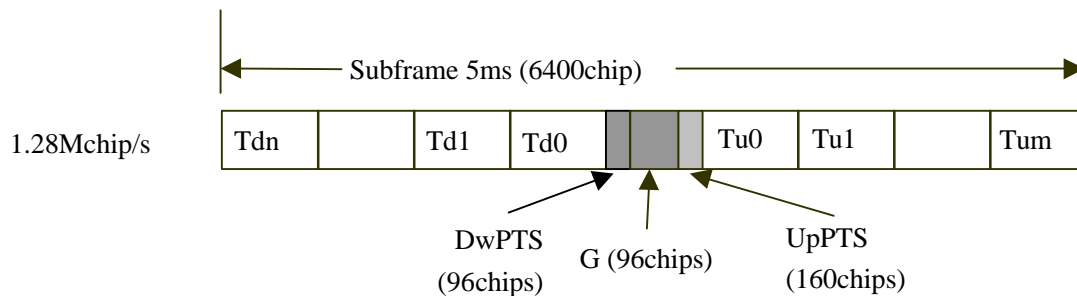 Subframe 5ms (6400chip)
1.28Mchip/s
Tdn
Td1
Td0
Tu0
Tu1
Tum
DwPTS
(96chips)
G (96chips)
UpPTS
(160chips)